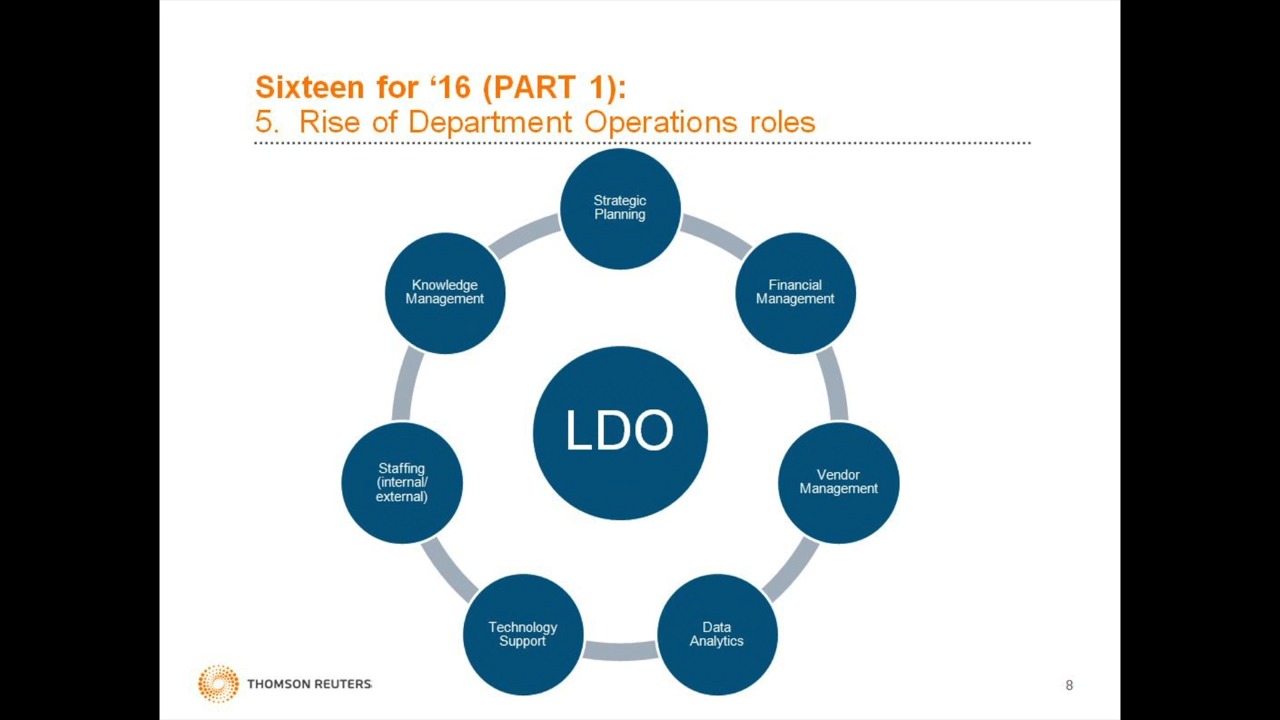 Sixteen for ‘16 (PART 1):
5. Rise of Department Operations roles
Strategic
Planning
Financial
Management
Vendor
Management
Data
Analytics
Technology
Support
Staffing
(internal/
external)
Knowledge
Management
LDO
THOMSON REUTERS
8